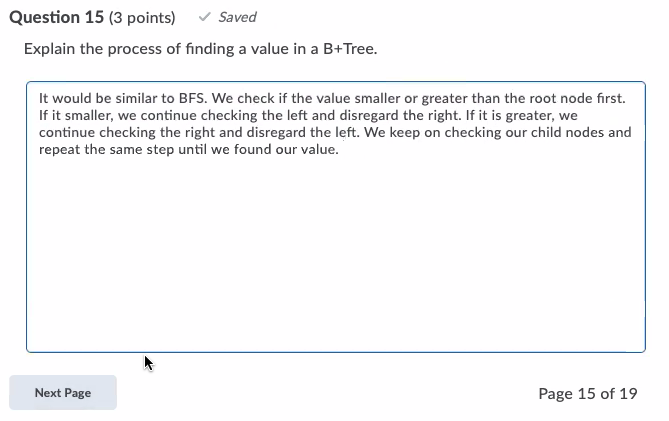 Question 15 (3 points) ✓ Saved
Explain the process of finding a value in a B+Tree.
It would be similar to BFS. We check if the value smaller or greater than the root node first.
If it smaller, we continue checking the left and disregard the right. If it is greater, we
continue checking the right and disregard the left. We keep on checking our child nodes and
repeat the same step until we found our value.
Next Page
Page 15 of 19